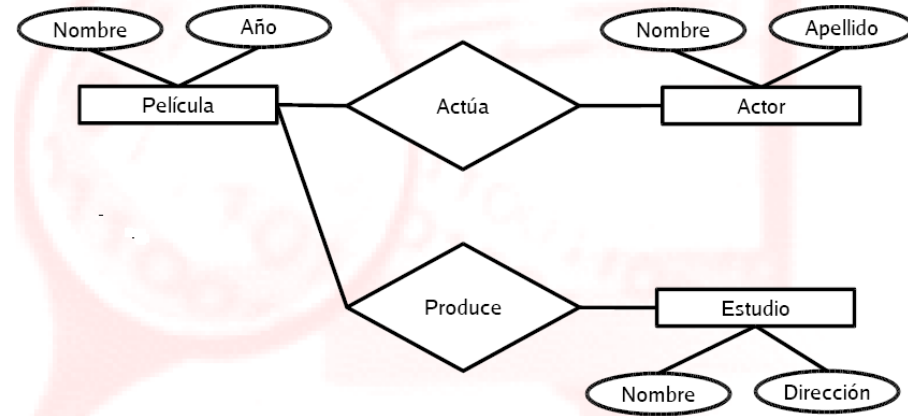 Nombre
Año
Nombre
Apellido
Película
Actúa
Actor
Produce
Estudio
Nombre
Dirección